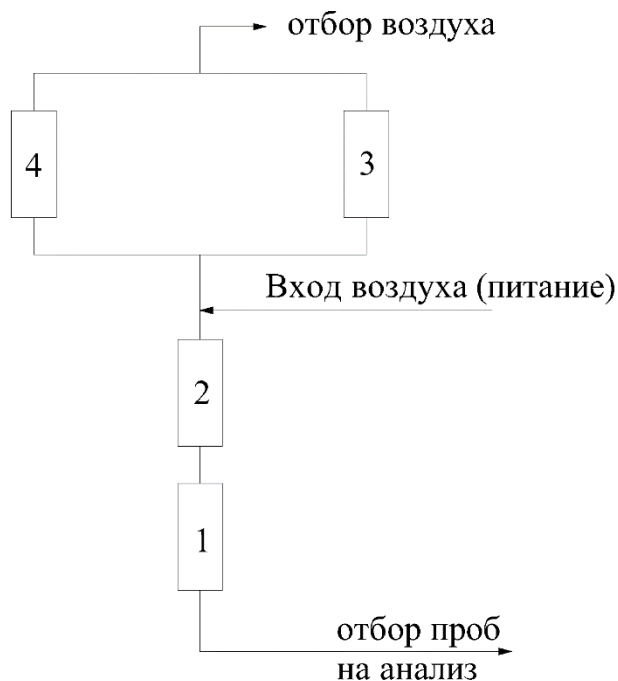 отбор воздуха
4
3
Вход воздуха (питание)
2
1
отбор проб
на анализ